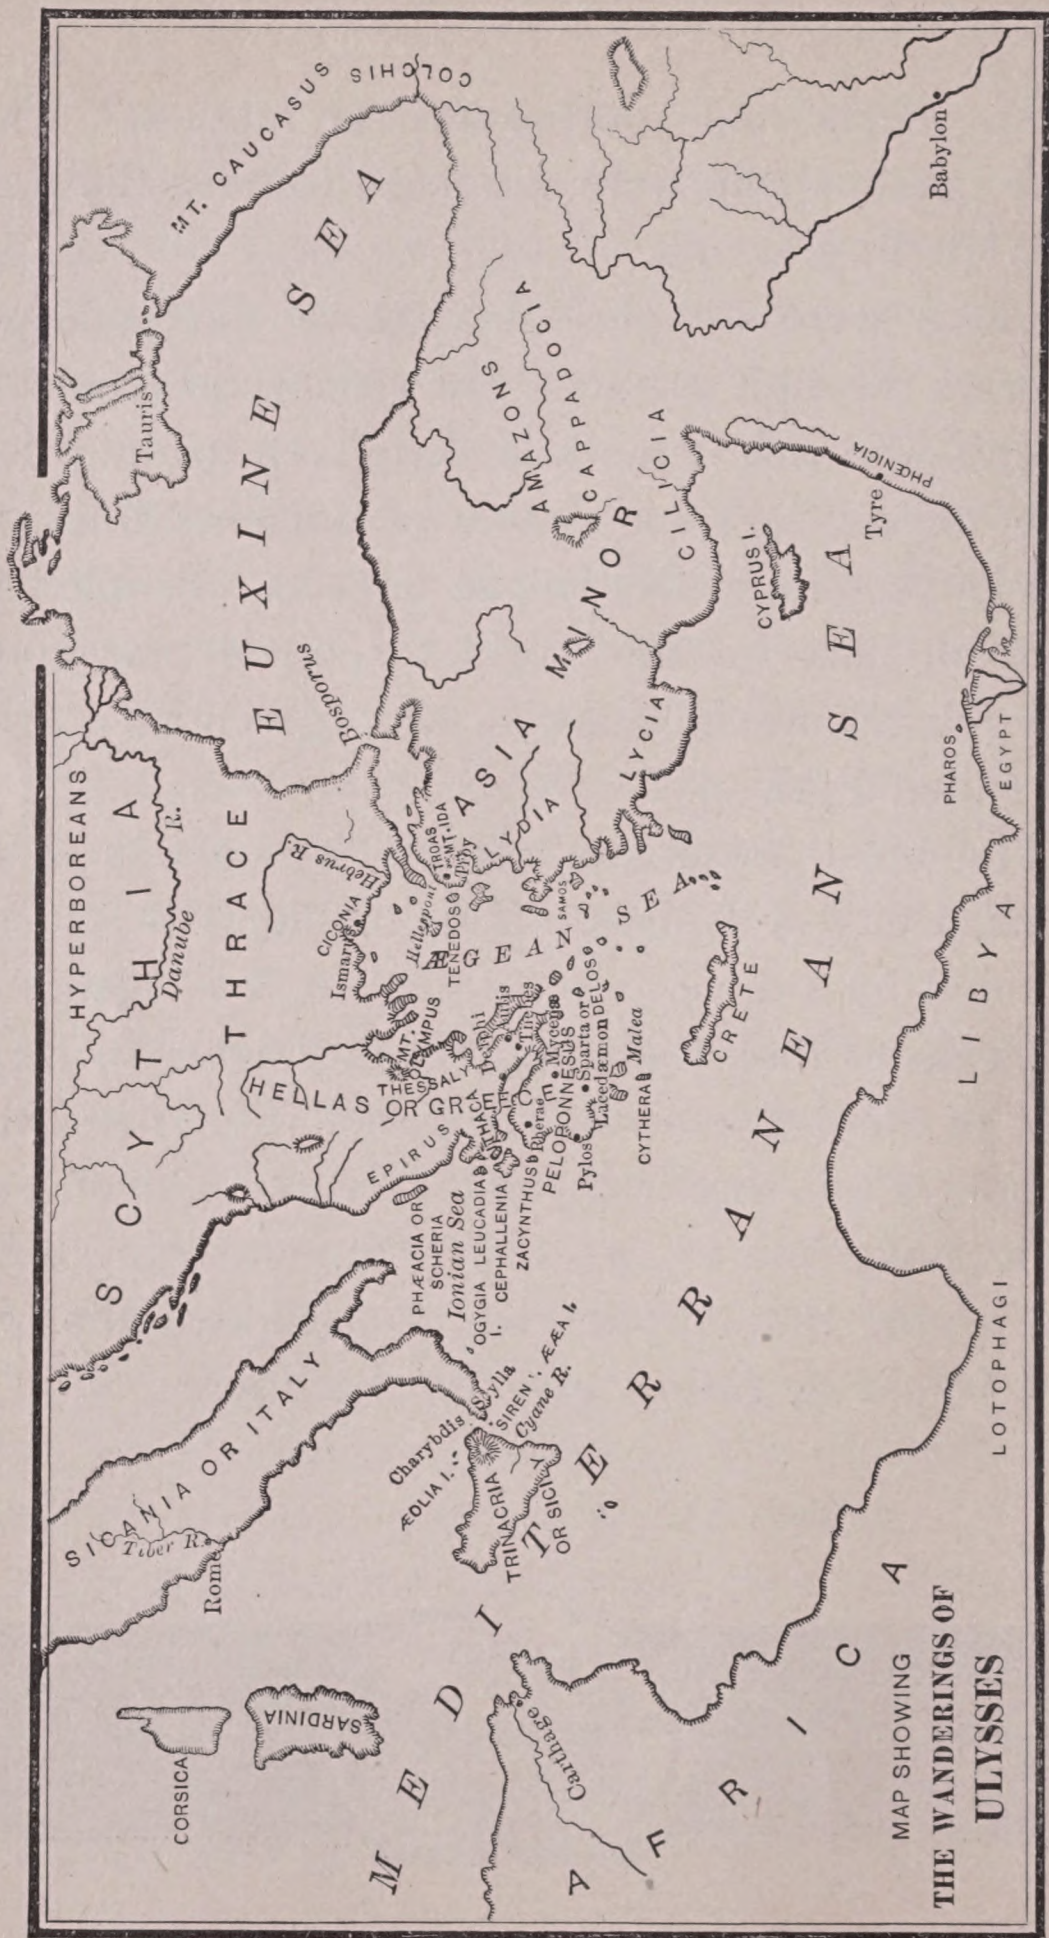 MAP SHOWING
THE WANDERINGS OF
ULYSSES
HYPERBOREANS
SCYTHIA
Danube
R.
THRACE
Tauris
MT. CAUCASUS
COLCHIS
EUXINE SEA
Bosporus
Hebrus R.
CICONIA
Ismarus
Hellespont
TROAS
MT. IDA
Troy
TENEDOS
ÆGEAN SEA
SAMOS
DELOS
ASIA MINOR
AMAZONS
CAPPADOCIA
CILICIA
LYDIA
LYCIA
CYPRUS I.
PHŒNICIA
Tyre
Babylon
PHAROS
EGYPT
LIBYA
CRETE
MT.
OLYMPUS
HELLAS
OR GREECE
THESSALY
EPIRUS
Delphi
Aulis
Thebes
Mycenæ
Sparta or
Lacedæmon
PELOPONNESUS
Pheræ
Pylos
Malea
CYTHERA
ITHACA
LEUCADIA
CEPHALLENIA
ZACYNTHUS
PHÆACIA OR
SCHERIA
Ionian Sea
OGYGIA
I.
SICANIA OR ITALY
Tiber R.
Rome
CORSICA
SARDINIA
Charybdis
Scylla
ÆOLIA I.
SIREN I.
ÆÆA I.
Cyane R.
TRINACRIA
OR SICILY
MEDITERRANEAN SEA
Carthage
AFRICA
LOTOPHAGI